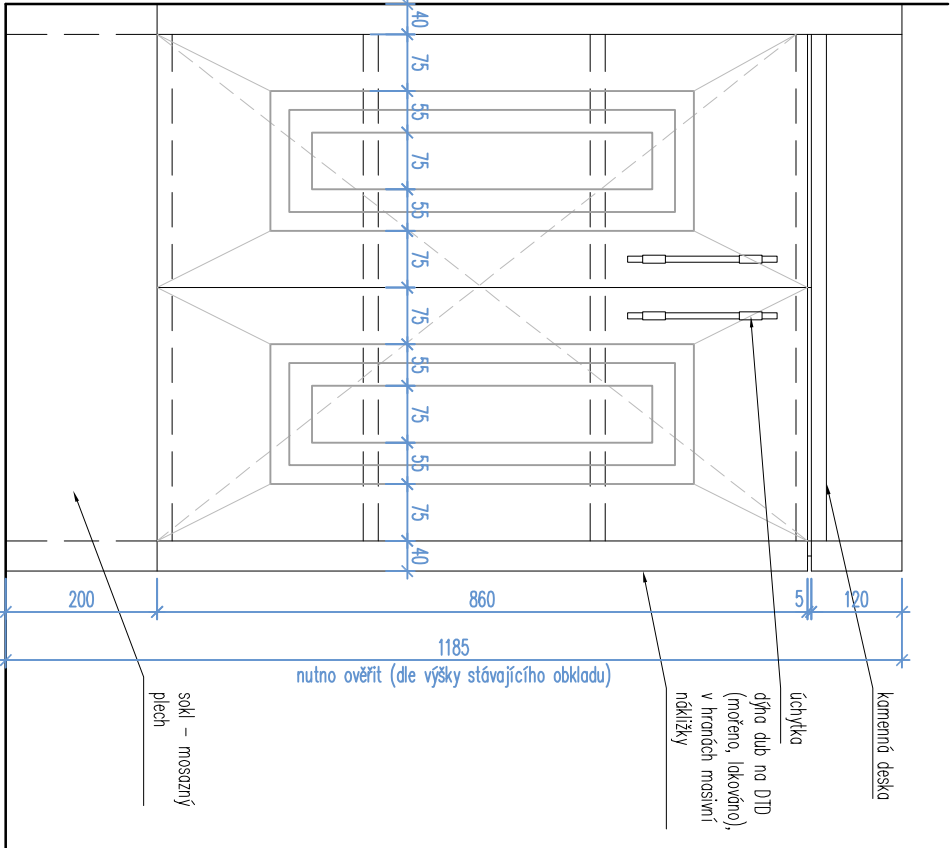 40
75
55
75
55
75
75
55
75
55
75
40
200
860
5
120
1185
nutno ověřit (dle výšky stávajícího obkladu)
kamenná deska
úchytka
dýha dub na DTD
(mořeno, lakováno),
v hranách masivní
náklížky
sokl - mosazný
plech